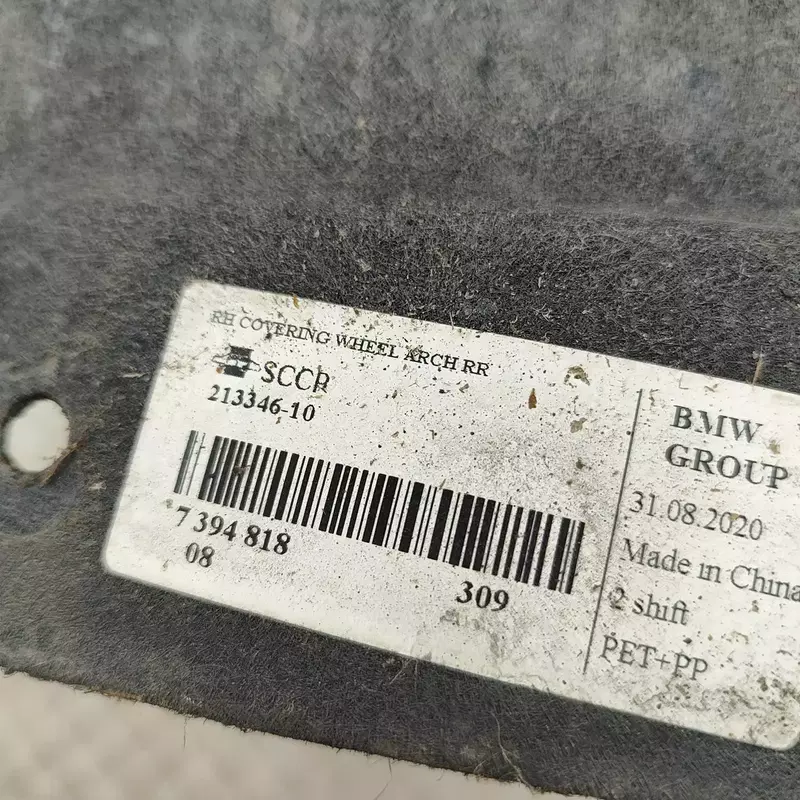 RH COVERING WHEEL ARCH RR
SCCR
213346-10
7 394 818
08
309
BMW
GROUP
31.08.2020
Made in China
2 shift
PET+PP